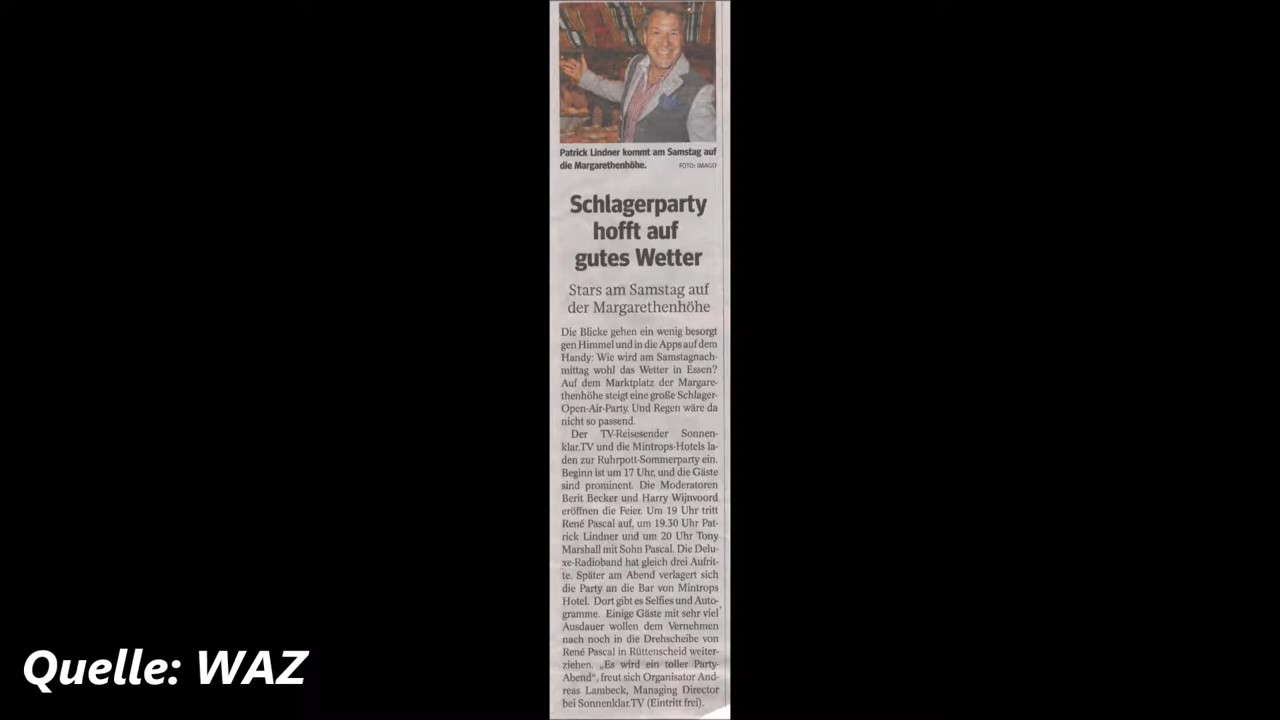 Patrick Lindner kommt am Samstag auf
die Margarethenhöhe. FOTO: IMAGO
Schlagerparty
hofft auf
gutes Wetter
Stars am Samstag auf
der Margarethenhöhe
Die Blicke gehen ein wenig besorgt
gen Himmel und in die Apps auf dem
Handy: Wie wird am Samstagnach-
mittag wohl das Wetter in Essen?
Auf dem Marktplatz der Margare-
thenhöhe steigt eine große Schlager-
Open-Air-Party. Und Regen wäre da
nicht so passend.
Der TV-Reisesender Sonnen-
klar.TV und die Mintrops-Hotels la-
den zur Ruhrpott-Sommerparty ein.
Beginn ist um 17 Uhr, und die Gäste
sind prominent. Die Moderatoren
Berit Becker und Harry Wijnvoord
eröffnen die Feier. Um 19 Uhr tritt
René Pascal auf, um 19.30 Uhr Pat-
rick Lindner und um 20 Uhr Tony
Marshall mit Sohn Pascal. Die Delu-
xe-Radioband hat gleich drei Auftrit-
te. Später am Abend verlagert sich
die Party an die Bar von Mintrops
Hotel. Dort gibt es Selfies und Auto-
gramme. Einige Gäste mit sehr viel
Ausdauer wollen dem Vernehmen
nach noch in die Drehscheibe von
René Pascal in Rüttenscheid weiter-
ziehen. „Es wird ein toller Party-
Abend“, freut sich Organisator And-
reas Lambeck, Managing Director
bei Sonnenklar.TV (Eintritt frei).
Quelle: WAZ